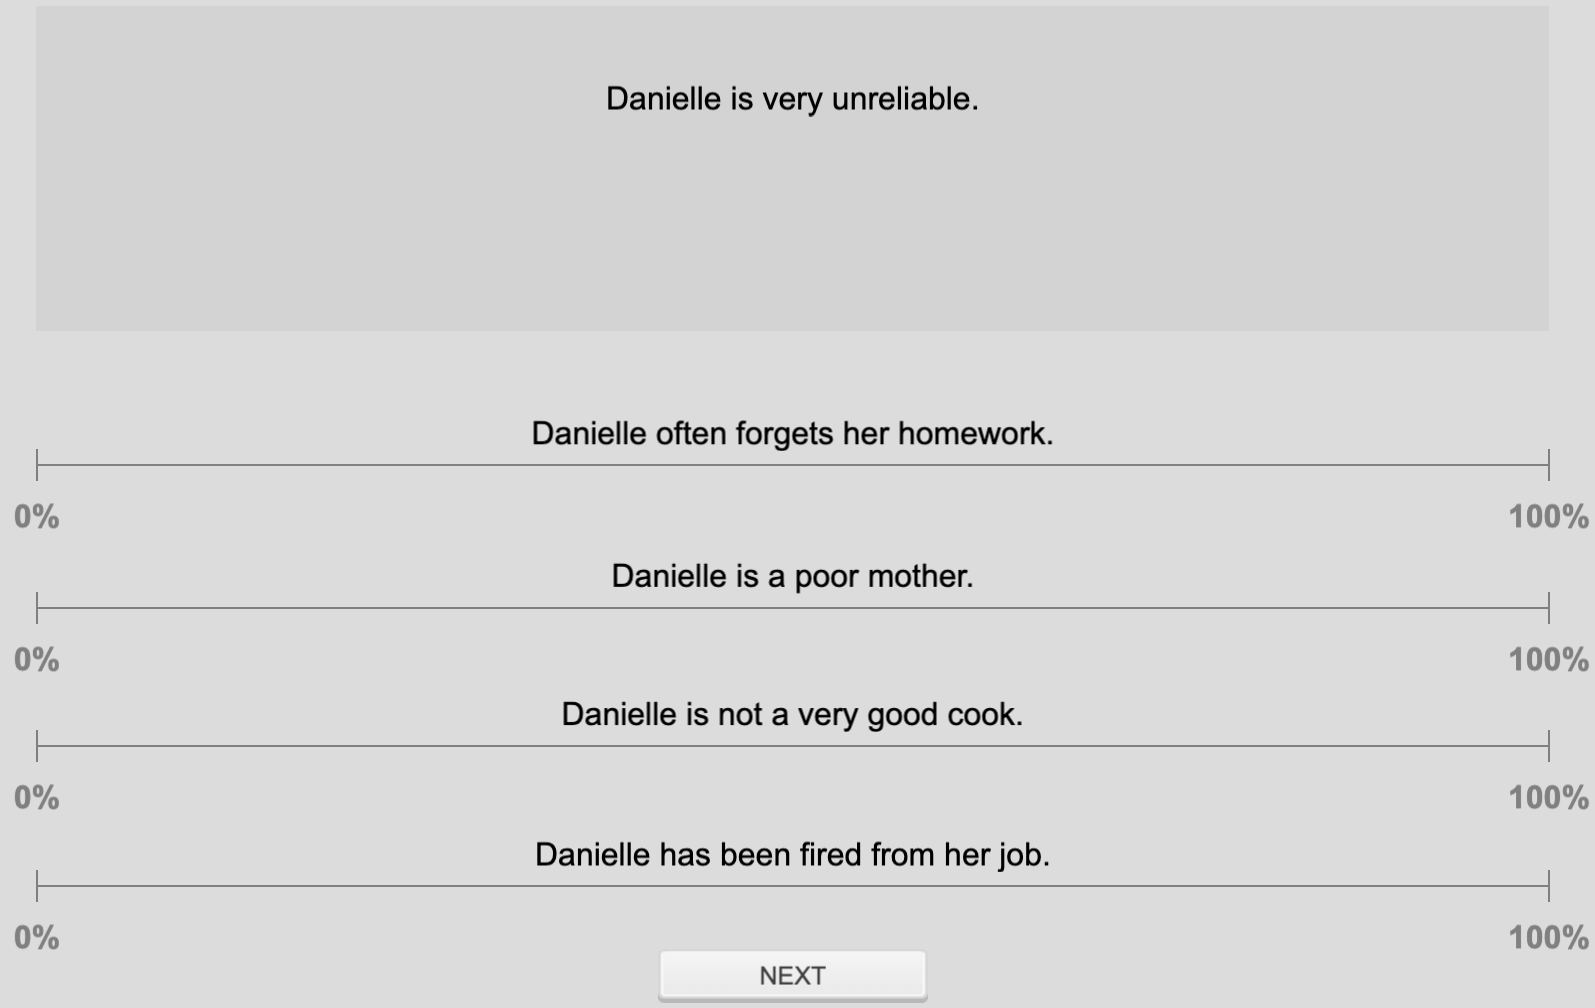 Danielle is very unreliable.
Danielle often forgets her homework.
0% 100%
Danielle is a poor mother.
0% 100%
Danielle is not a very good cook.
0% 100%
Danielle has been fired from her job.
0% 100%
NEXT